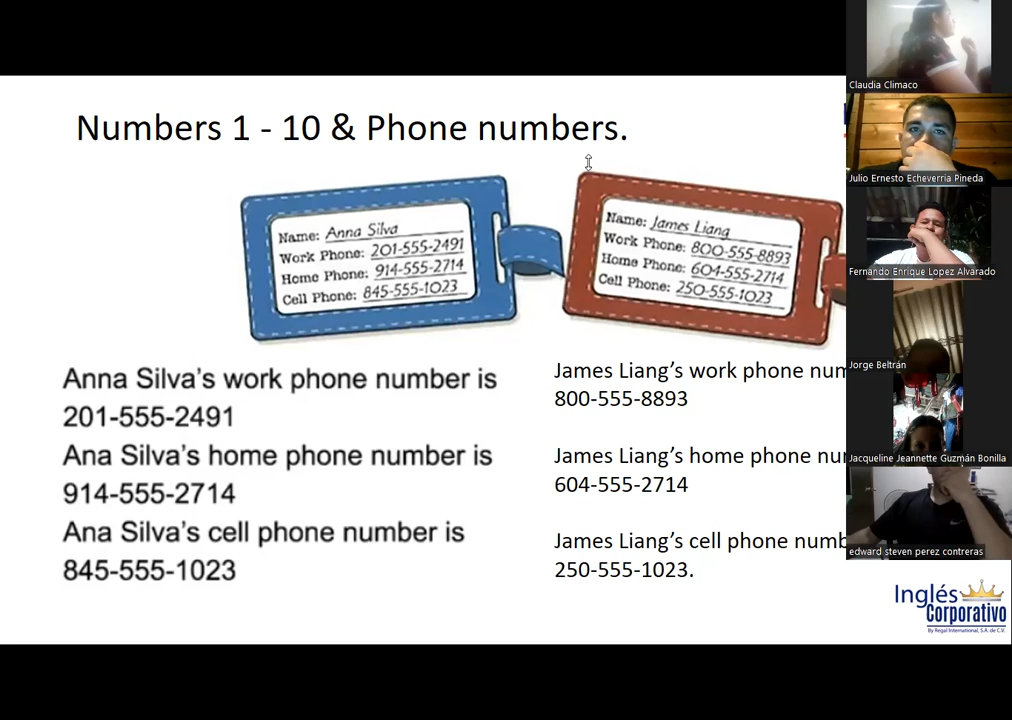 Numbers 1 - 10 & Phone numbers.
Name: Anna Silva
Work Phone: 201-555-2491
Home Phone: 914-555-2714
Cell Phone: 845-555-1023
Name: James Liang
Work Phone: 800-555-8893
Home Phone: 604-555-2714
Cell Phone: 250-555-1023
Anna Silva's work phone number is
201-555-2491
Ana Silva's home phone number is
914-555-2714
Ana Silva's cell phone number is
845-555-1023
James Liang's work phone num
800-555-8893
James Liang's home phone nu
604-555-2714
James Liang's cell phone numb
250-555-1023.
Claudia Climaco
Julio Ernesto Echeverria Pineda
Fernando Enrique Lopez Alvarado
Jorge Beltrán
Jacqueline Jeannette Guzmán Bonilla
edward steven perez contreras
Inglés
Corporativo
By Regal International, S.A. de C.V.